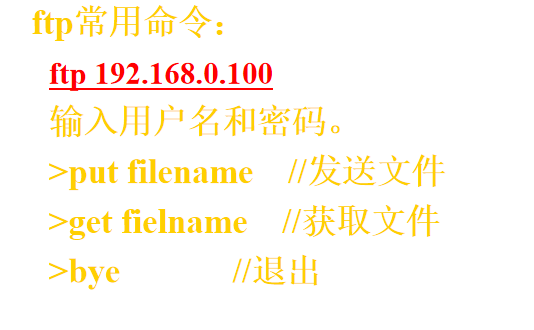 ftp常用命令：
ftp 192.168.0.100
输入用户名和密码。
>put filename //发送文件
>get fielname //获取文件
>bye //退出